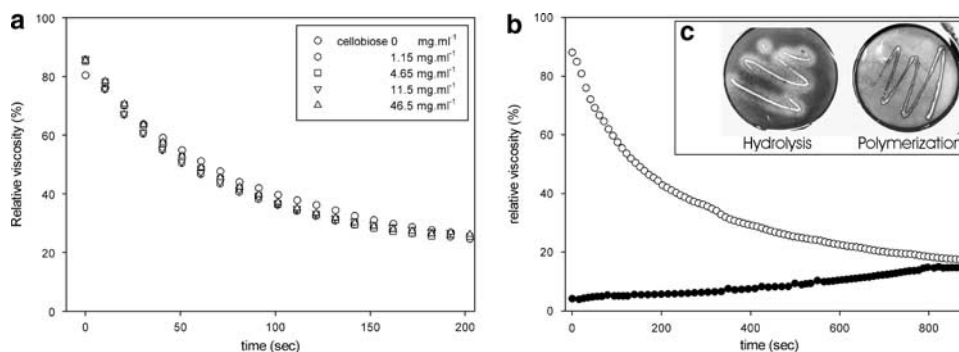 a
100
80
60
40
20
0
Relative viscosity (%)
0 50 100 150 200
time (sec)
cellobiose 0 mg.ml⁻¹
1.15 mg.ml⁻¹
4.65 mg.ml⁻¹
11.5 mg.ml⁻¹
46.5 mg.ml⁻¹
b
100
80
60
40
20
0
relative viscosity (%)
0 200 400 600 800
time (sec)
c
Hydrolysis Polymerization